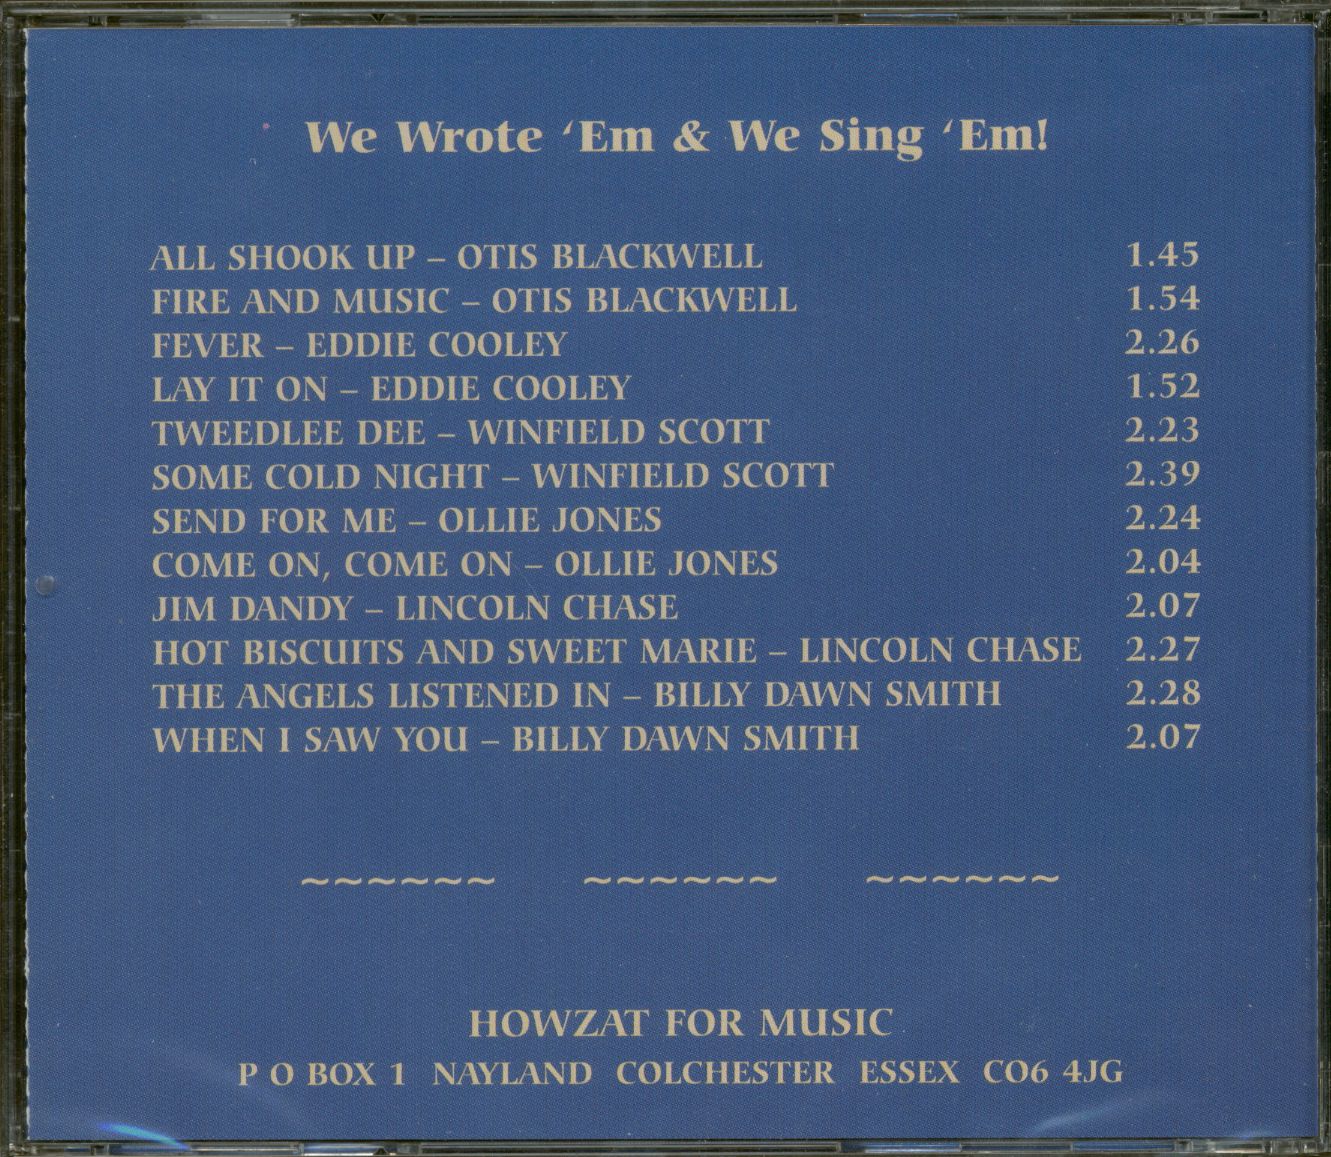 We Wrote ‘Em & We Sing ‘Em!
ALL SHOOK UP – OTIS BLACKWELL 1.45
FIRE AND MUSIC – OTIS BLACKWELL 1.54
FEVER – EDDIE COOLEY 2.26
LAY IT ON – EDDIE COOLEY 1.52
TWEEDLEE DEE – WINFIELD SCOTT 2.23
SOME COLD NIGHT – WINFIELD SCOTT 2.39
SEND FOR ME – OLLIE JONES 2.24
COME ON, COME ON – OLLIE JONES 2.04
JIM DANDY – LINCOLN CHASE 2.07
HOT BISCUITS AND SWEET MARIE – LINCOLN CHASE 2.27
THE ANGELS LISTENED IN – BILLY DAWN SMITH 2.28
WHEN I SAW YOU – BILLY DAWN SMITH 2.07
~~~~~~ ~~~~~~ ~~~~~~
HOWZAT FOR MUSIC
P O BOX 1 NAYLAND COLCHESTER ESSEX CO6 4JG